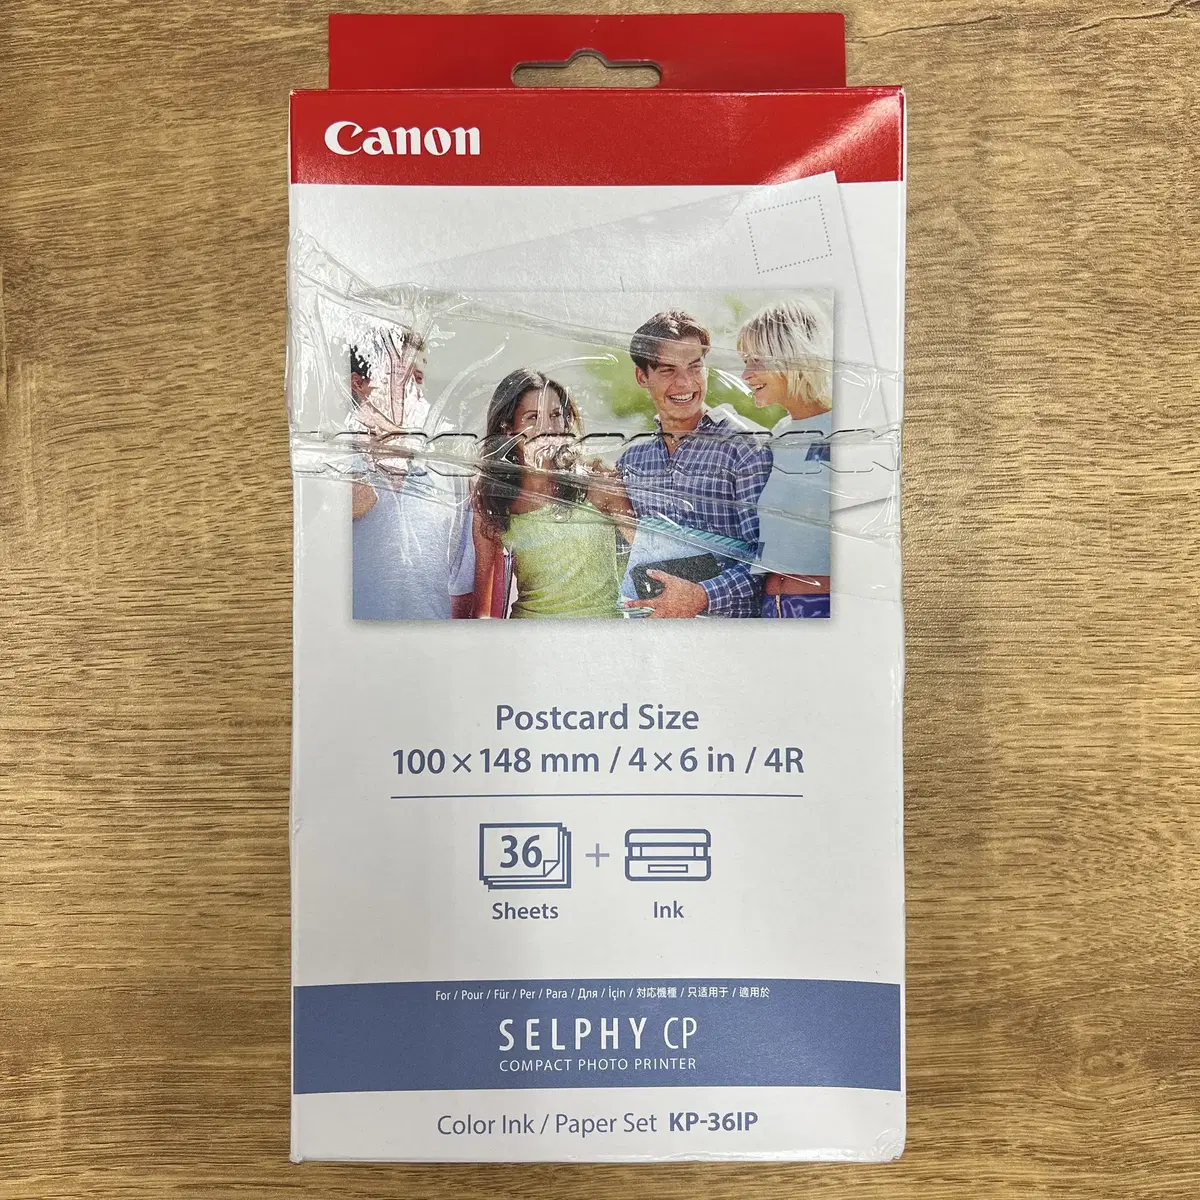 Canon
Postcard Size
100 × 148 mm / 4 × 6 in / 4R
36
+
Sheets
Ink
For / Pour / Für / Per / Para / Для / İçin / 対応機種 / 只适用于 / 適用於
SELPHY CP
COMPACT PHOTO PRINTER
Color Ink / Paper Set KP-36IP